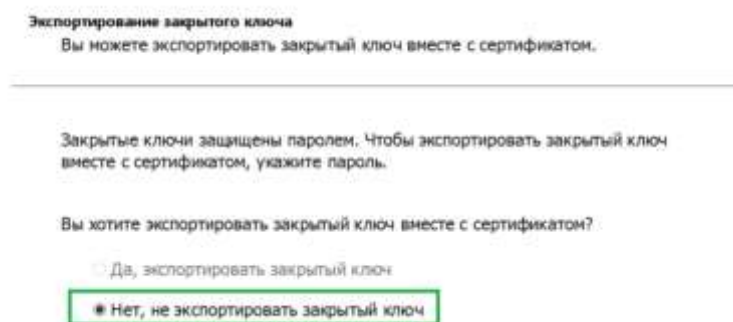 Экспортирование закрытого ключа
Вы можете экспортировать закрытый ключ вместе с сертификатом.
Закрытые ключи защищены паролем. Чтобы экспортировать закрытый ключ
вместе с сертификатом, укажите пароль.
Вы хотите экспортировать закрытый ключ вместе с сертификатом?
Да, экспортировать закрытый ключ
Нет, не экспортировать закрытый ключ